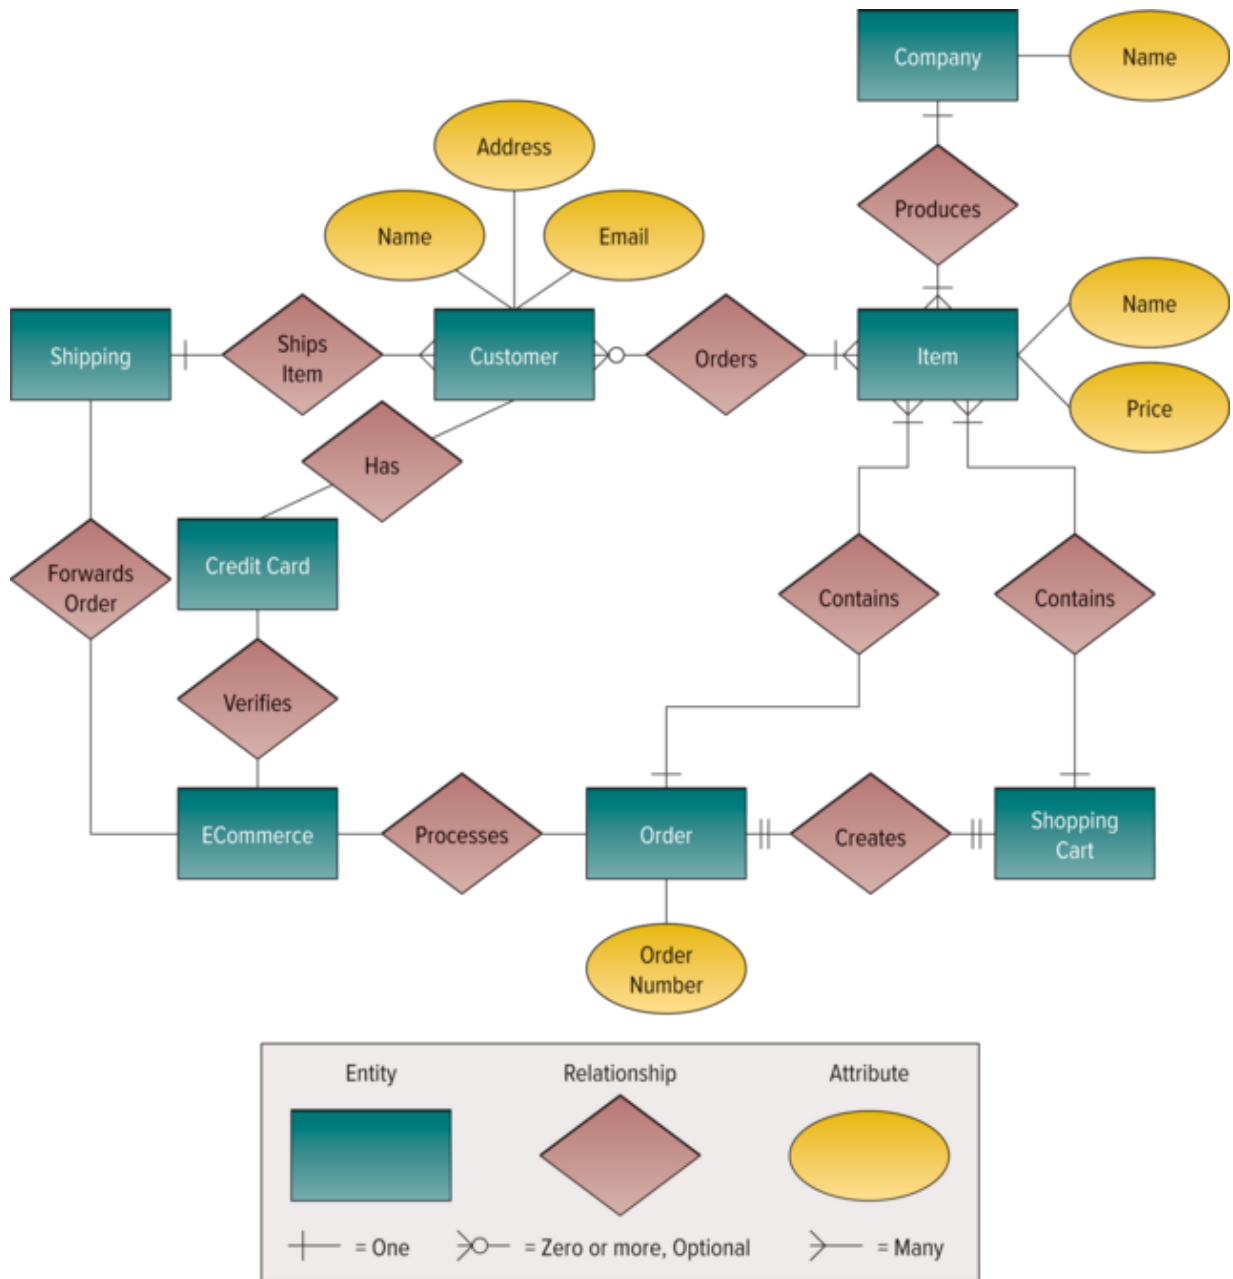 Company
Name
Address
Name
Email
Produces
Name
Shipping
Ships
Item
Customer
Orders
Item
Price
Has
Credit Card
Forwards
Order
Contains
Contains
Verifies
ECommerce
Processes
Order
Creates
Shopping
Cart
Order
Number
Entity
Relationship
Attribute
= One
= Zero or more, Optional
= Many